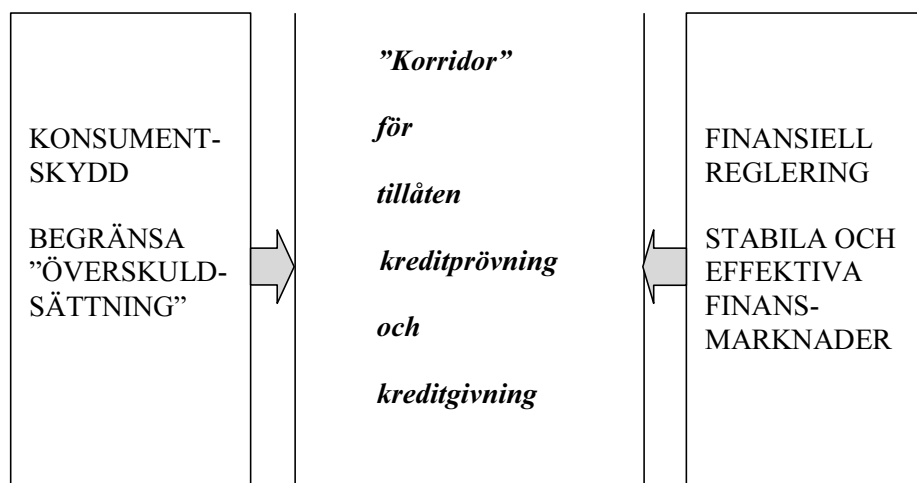 KONSUMENT-
SKYDD
BEGRÄNSA
”ÖVERSKULD-
SÄTTNING”
”Korridor”
för
tillåten
kreditprövning
och
kreditgivning
FINANSIELL
REGLERING
STABILA OCH
EFFEKTIVA
FINANS-
MARKNADER